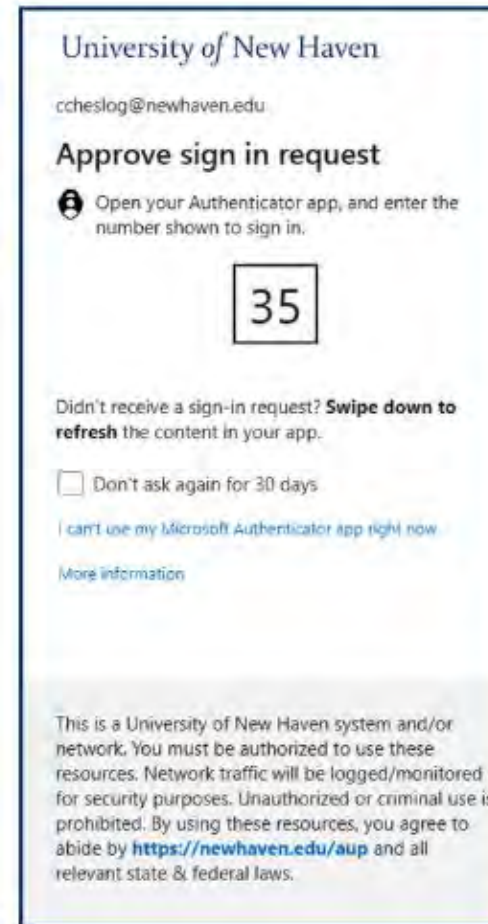 University of New Haven
ccheslog@newhaven.edu
Approve sign in request
Open your Authenticator app, and enter the
number shown to sign in.
35
Didn't receive a sign-in request? Swipe down to
refresh the content in your app.
Don't ask again for 30 days
I can't use my Microsoft Authenticator app right now
More information
This is a University of New Haven system and/or
network. You must be authorized to use these
resources. Network traffic will be logged/monitored
for security purposes. Unauthorized or criminal use is
prohibited. By using these resources, you agree to
abide by https://newhaven.edu/aup and all
relevant state & federal laws.